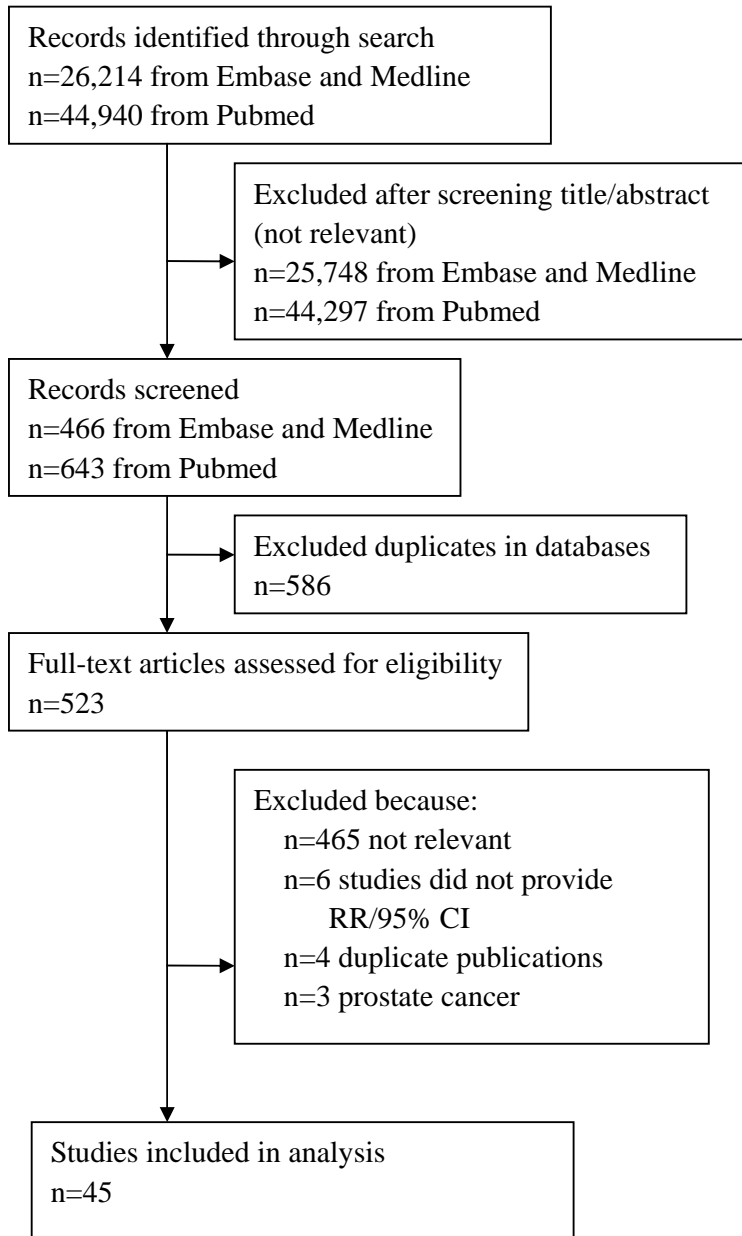 Records identified through search
n=26,214 from Embase and Medline
n=44,940 from Pubmed
Excluded after screening title/abstract
(not relevant)
n=25,748 from Embase and Medline
n=44,297 from Pubmed
Records screened
n=466 from Embase and Medline
n=643 from Pubmed
Excluded duplicates in databases
n=586
Full-text articles assessed for eligibility
n=523
Excluded because:
n=465 not relevant
n=6 studies did not provide
RR/95% CI
n=4 duplicate publications
n=3 prostate cancer
Studies included in analysis
n=45